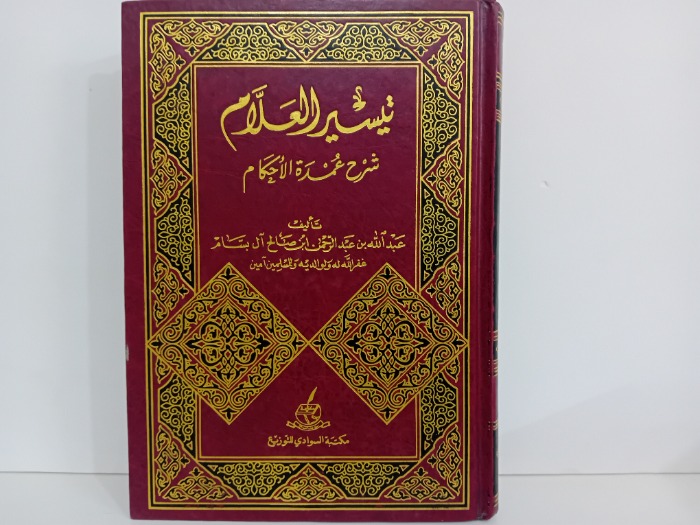 تيسير العلام
شرح عمدة الأحكام
تأليف
عبد الله بن عبد الرحمن ابن صالح آل بسام
غفر الله له ولوالديه وللمسلمين آمين
مكتبة السوادي للتوزيع